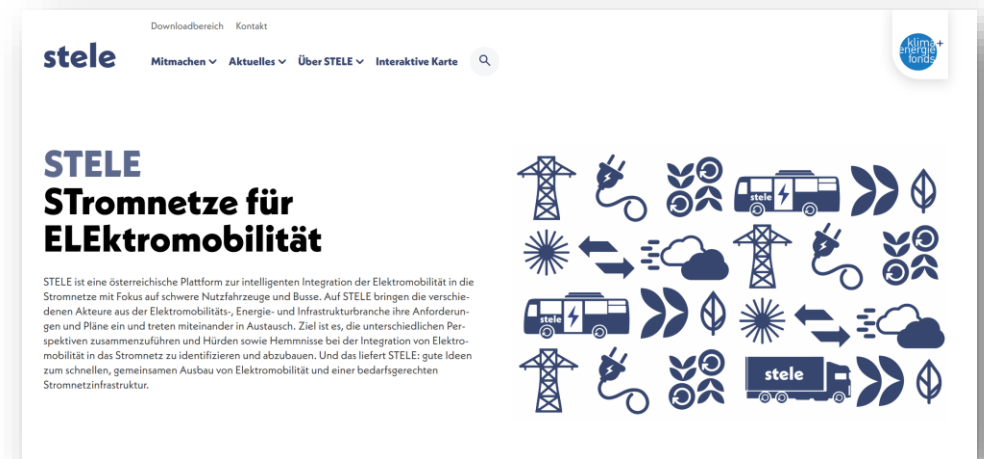 Downloadbereich Kontakt
stele
Mitmachen Aktuelles Über STELE Interaktive Karte
klima+
energie
fonds
STELE
STromnetze für
ELEktromobilität
STELE ist eine österreichische Plattform zur intelligenten Integration der Elektromobilität in die
Stromnetze mit Fokus auf schwere Nutzfahrzeuge und Busse. Auf STELE bringen die verschie-
denen Akteure aus der Elektromobilitäts-, Energie- und Infrastrukturbranche ihre Anforderun-
gen und Pläne ein und treten miteinander in Austausch. Ziel ist es, die unterschiedlichen Per-
spektiven zusammenzuführen und Hürden sowie Hemmnisse bei der Integration von Elektro-
mobilität in das Stromnetz zu identifizieren und abzubauen. Und das liefert STELE: gute Ideen
zum schnellen, gemeinsamen Ausbau von Elektromobilität und einer bedarfsgerechten
Stromnetzinfrastruktur.
stele
stele
stele